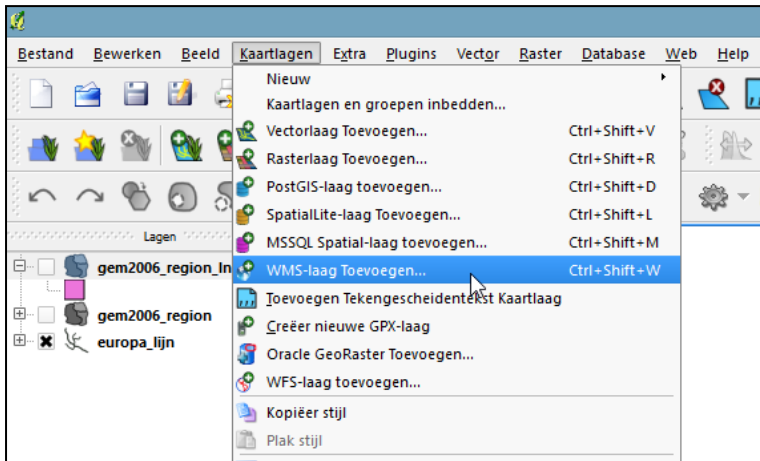 Bestand Bewerken Beeld Kaartlagen Extra Plugins Vector Raster Database Web Help
Nieuw
Kaartlagen en groepen inbedden...
Vectorlaag Toevoegen... Ctrl+Shift+V
Rasterlaag Toevoegen... Ctrl+Shift+R
PostGIS-laag toevoegen... Ctrl+Shift+D
SpatialLite-laag Toevoegen... Ctrl+Shift+L
MSSQL Spatial-laag toevoegen... Ctrl+Shift+M
WMS-laag Toevoegen... Ctrl+Shift+W
Toevoegen Tekengescheidentekst Kaartlaag
Creëer nieuwe GPX-laag
Oracle GeoRaster Toevoegen...
WFS-laag toevoegen...
Kopiëer stijl
Plak stijl
Lagen
gem2006_region_In
gem2006_region
europa_lijn